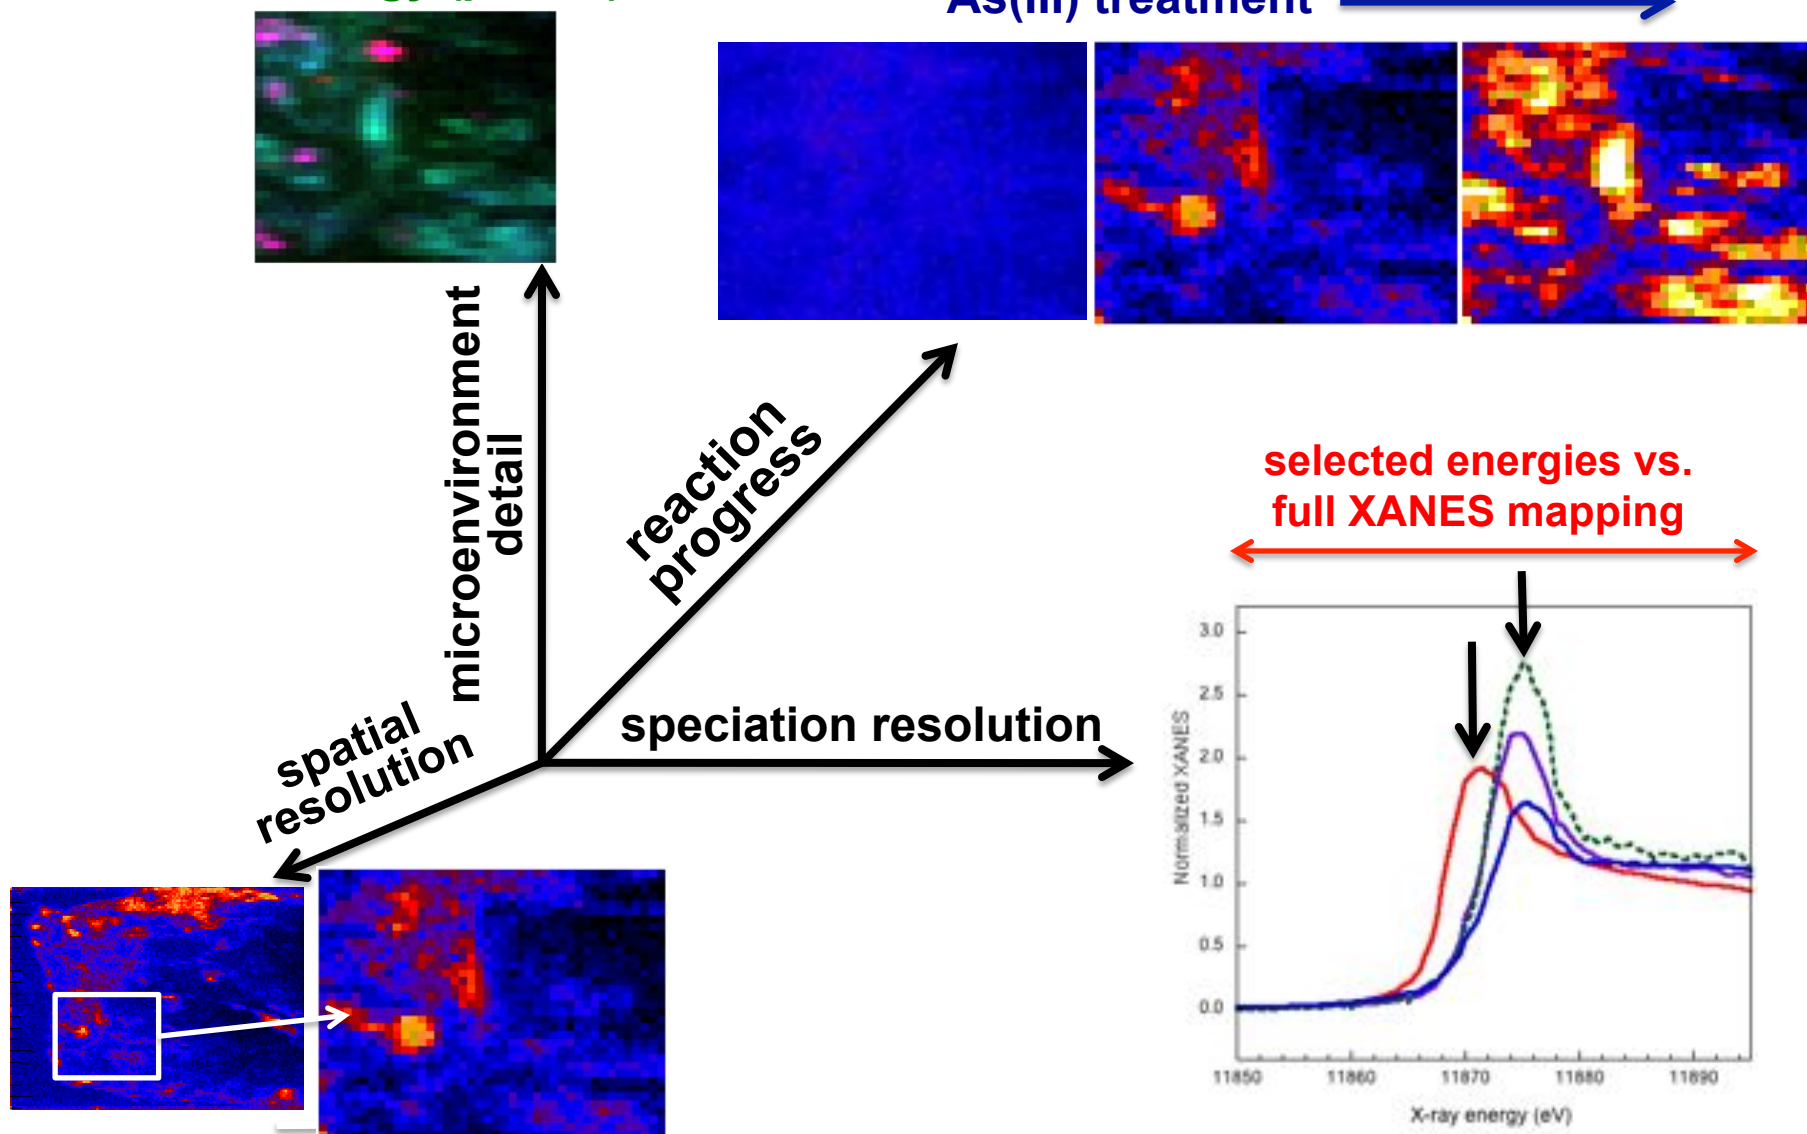 As(III) treatment
microenvironment
detail
reaction
progress
selected energies vs.
full XANES mapping
spatial
resolution
speciation resolution
Normalized XANES
3.0
2.5
2.0
1.5
1.0
0.5
0.0
11850 11860 11870 11880 11890
X-ray energy (eV)